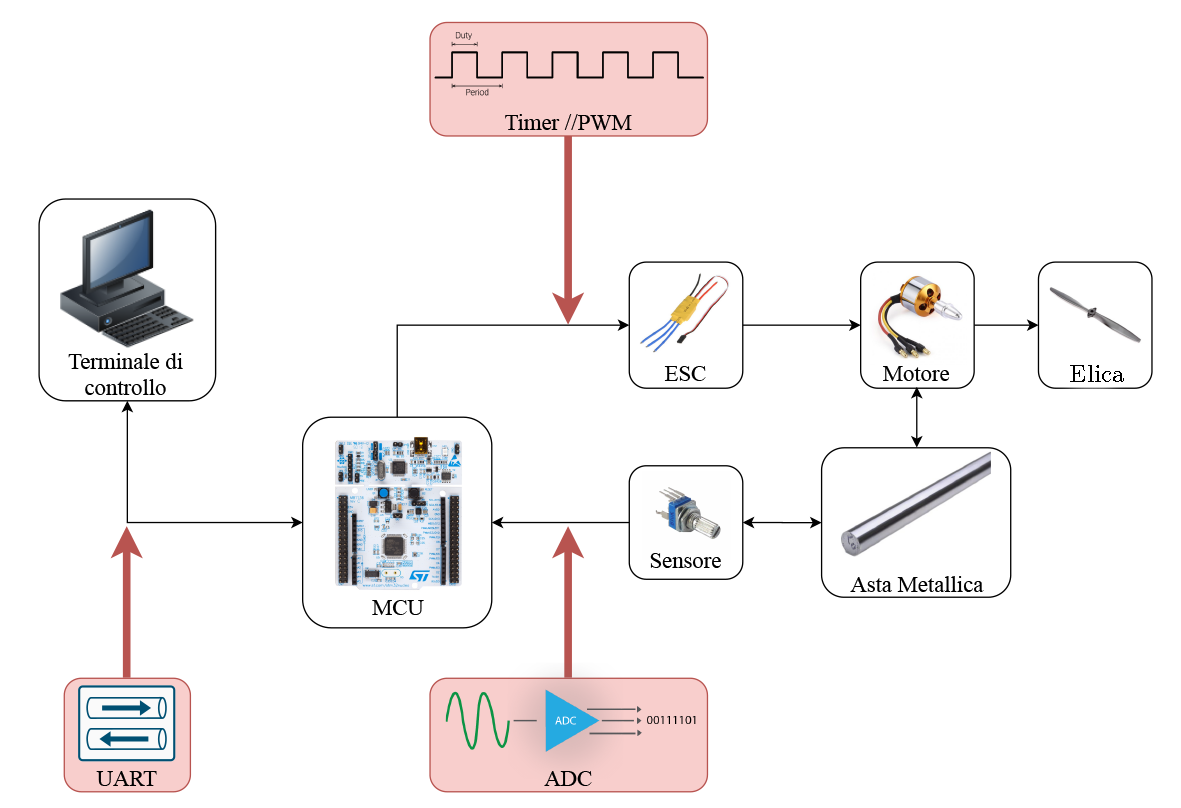 Duty
Period
Timer //PWM
Terminale di
controllo
ESC
Motore
Elica
MCU
Sensore
Asta Metallica
UART
ADC
00111101
ADC